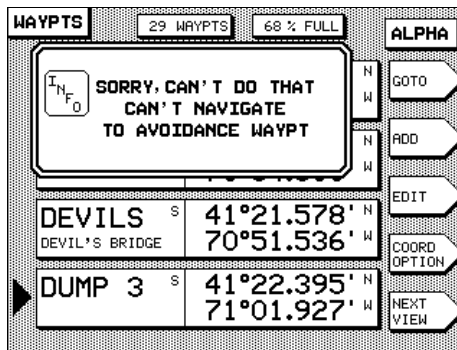 WAYPTS
29 WAYPTS
68 % FULL
ALPHA
INFO
SORRY, CAN'T DO THAT
CAN'T NAVIGATE
TO AVOIDANCE WAYPT
N
W
N
W
GOTO
ADD
EDIT
COORD
OPTION
NEXT
VIEW
DEVILS S 41°21.578' N
DEVIL'S BRIDGE 70°51.536' W
DUMP 3 S 41°22.395' N
71°01.927' W